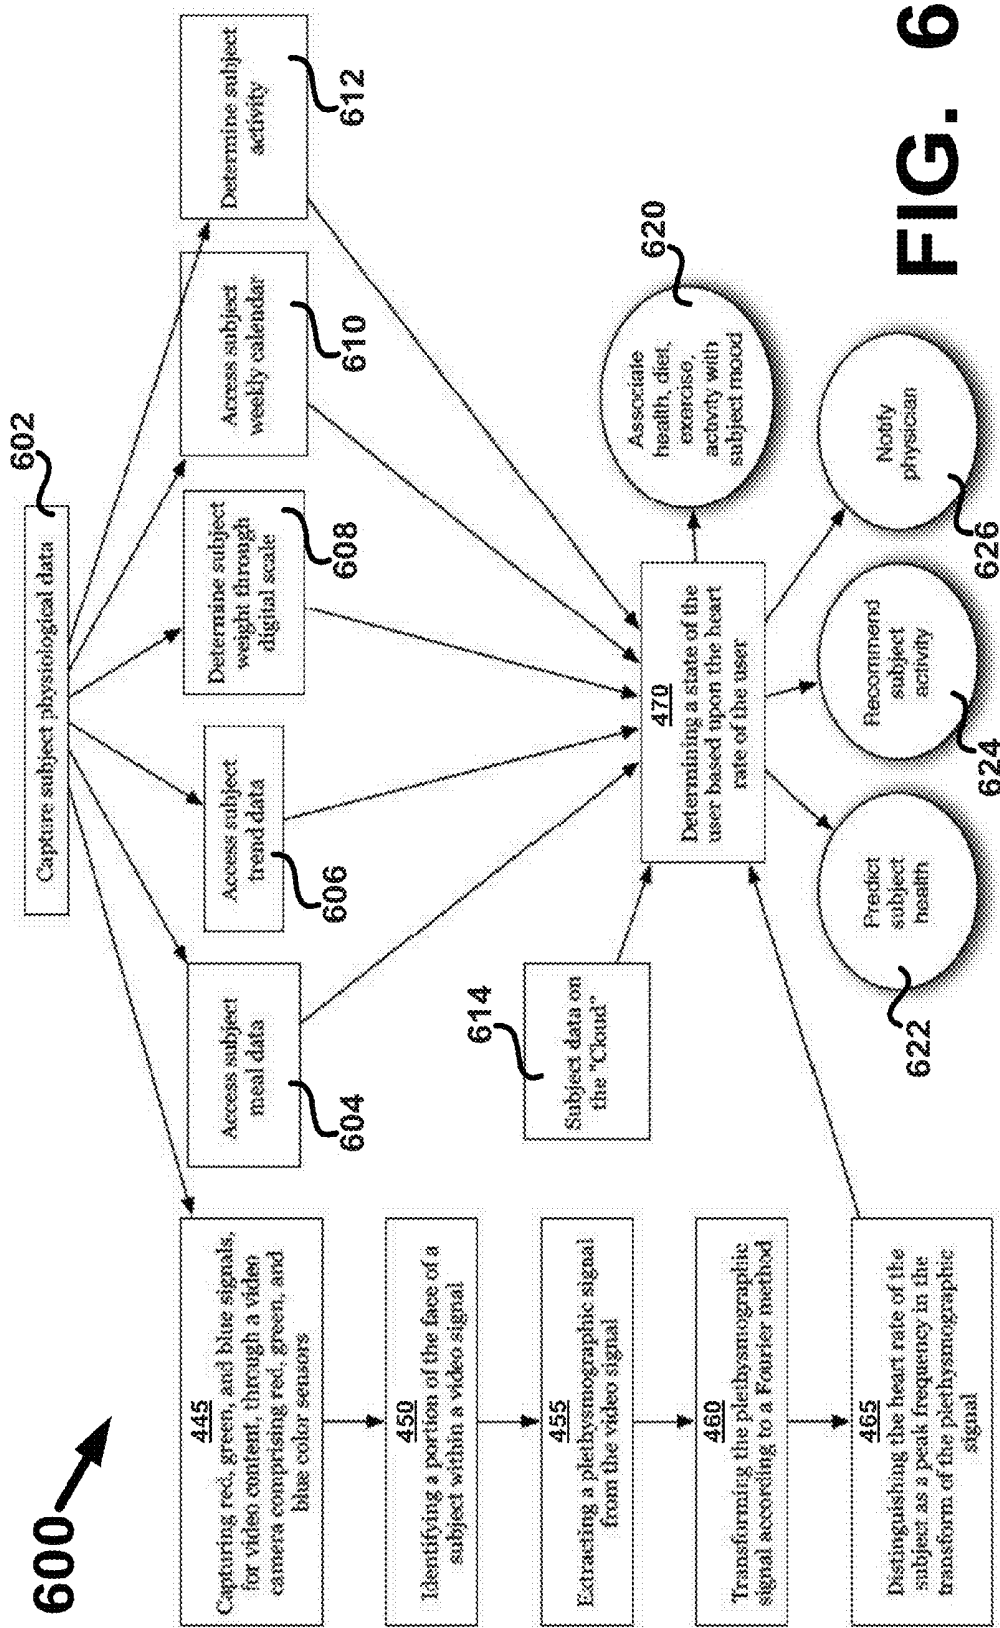 600
602
Capture subject physiological data
445
Capturing red, green, and blue signals,
for video content, through a video
camera comprising red, green, and
blue color sensors
450
Identifying a portion of the face of a
subject within a video signal
455
Extracting a plethysmographic signal
from the video signal
460
Transforming the plethysmographic
signal according to a Fourier method
465
Distinguishing the heart rate of the
subject as a peak frequency in the
transform of the plethysmographic
signal
Access subject
meal data
604
Access subject
trend data
606
Determine subject
weight through
digital scale
608
Access subject
weekly calendar
610
Determine subject
activity
612
614
Subject data on
the "Cloud"
470
Determining a state of the
user based upon the heart
rate of the user
Associate
health, diet,
exercise,
activity with
subject mood
620
Predict
subject
health
622
Recommend
subject
activity
624
Notify
physician
626
FIG. 6